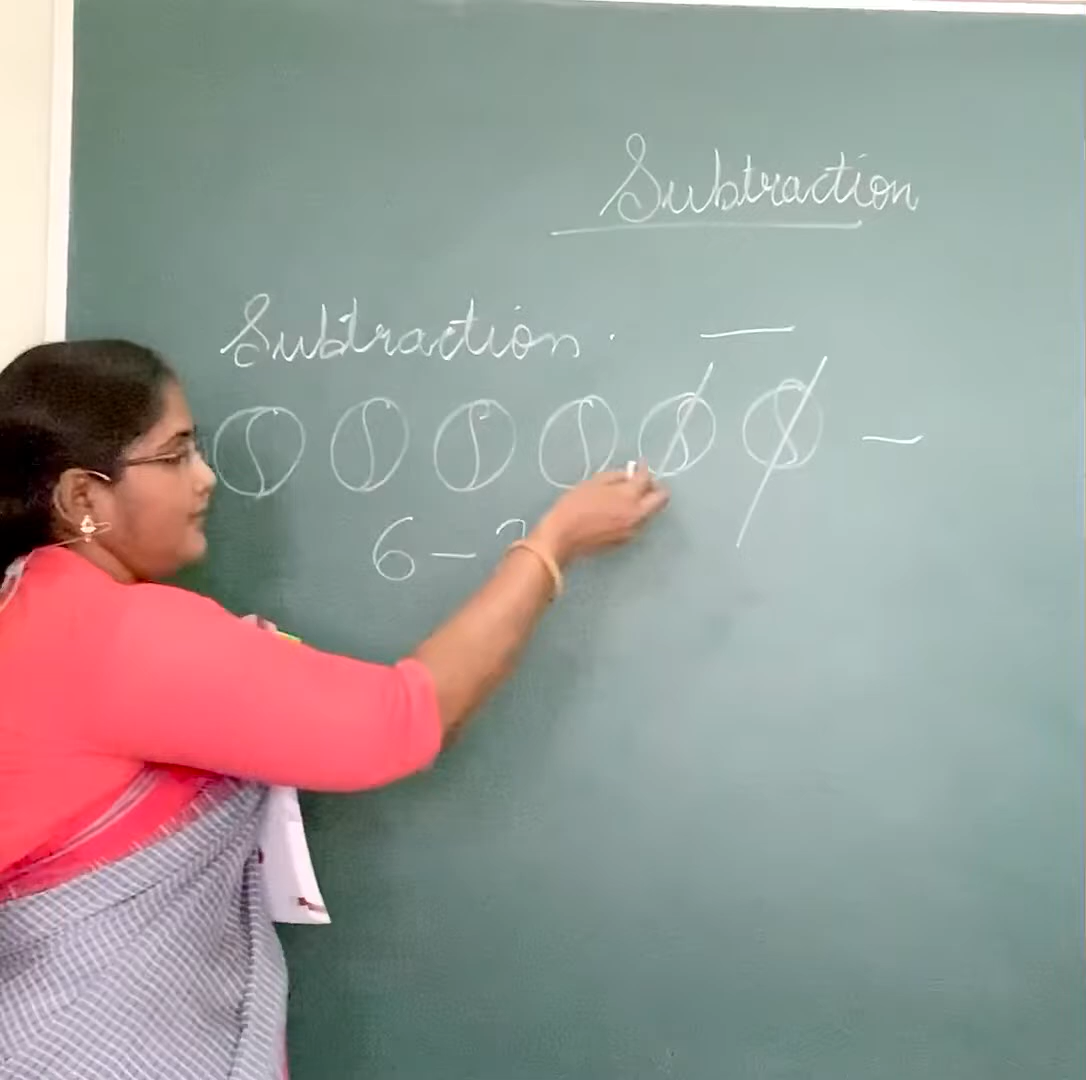 Subtraction
Subtraction. —
—
6 –